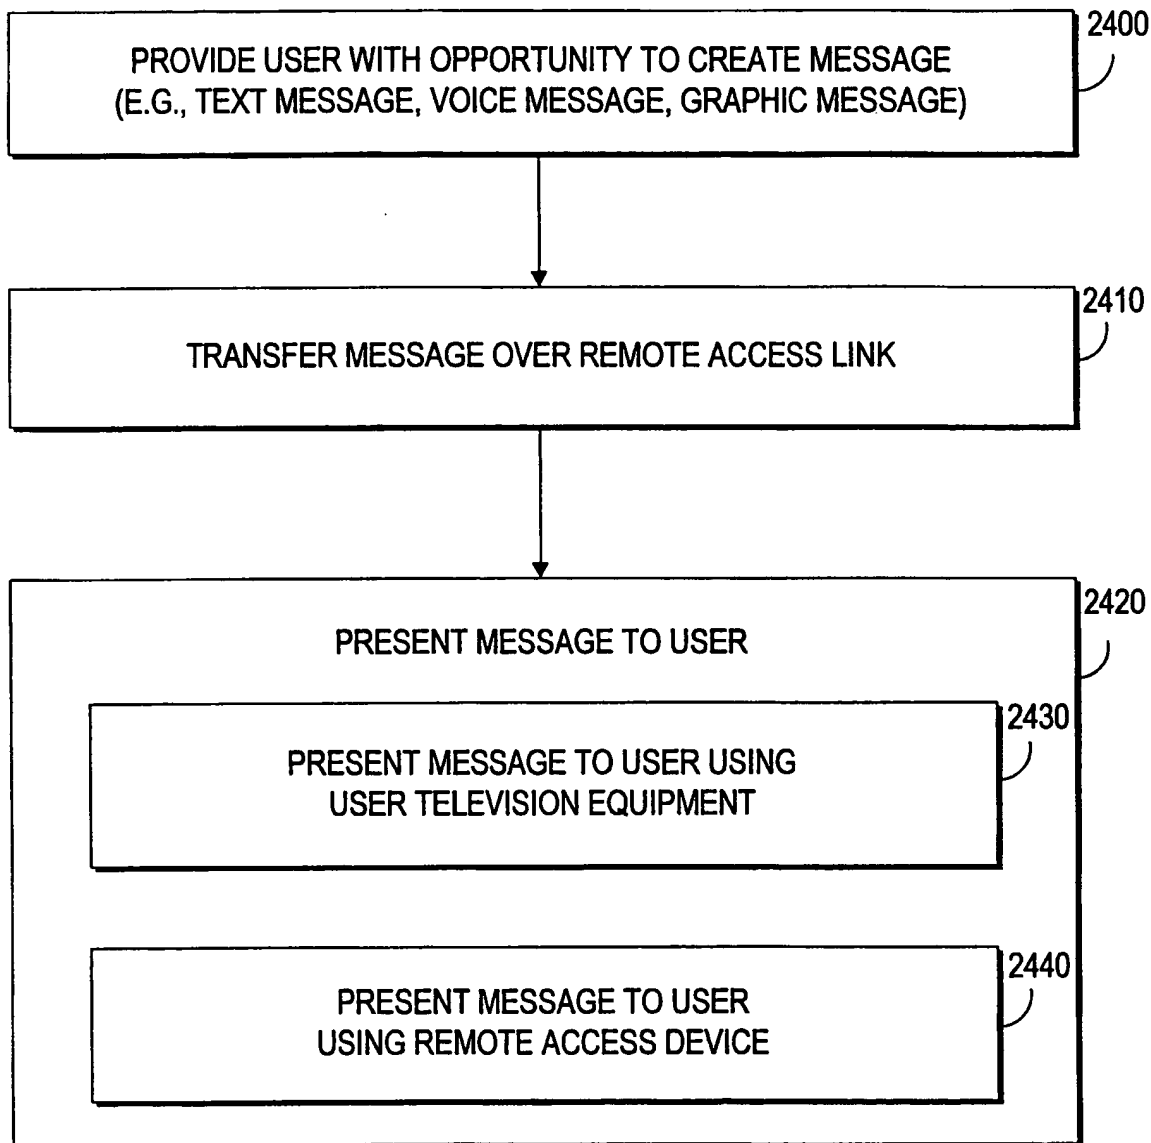 2400
PROVIDE USER WITH OPPORTUNITY TO CREATE MESSAGE
(E.G., TEXT MESSAGE, VOICE MESSAGE, GRAPHIC MESSAGE)
2410
TRANSFER MESSAGE OVER REMOTE ACCESS LINK
2420
PRESENT MESSAGE TO USER
2430
PRESENT MESSAGE TO USER USING
USER TELEVISION EQUIPMENT
2440
PRESENT MESSAGE TO USER
USING REMOTE ACCESS DEVICE